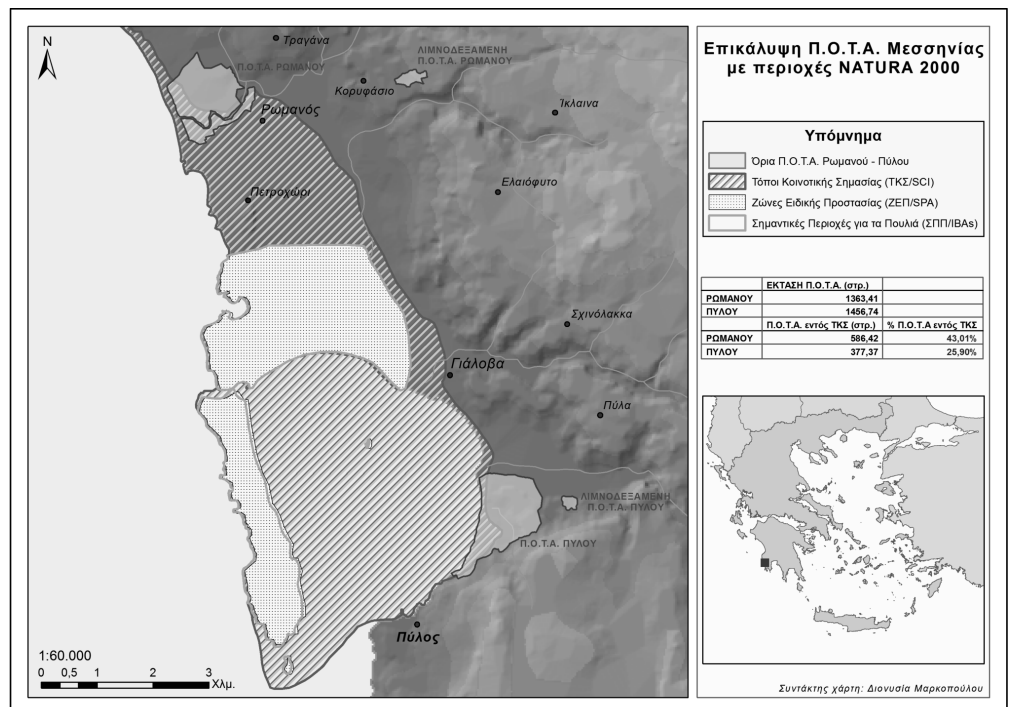 N
Τραγάνα
ΛΙΜΝΟΔΕΞΑΜΕΝΗ
Π.Ο.Τ.Α. ΡΩΜΑΝΟΥ
Π.Ο.Τ.Α. ΡΩΜΑΝΟΥ
Κορυφάσιο
Ίκλαινα
Ρωμανός
Πετροχώρι
Ελαιόφυτο
Σχινόλακκα
Γιάλοβα
Πύλα
ΛΙΜΝΟΔΕΞΑΜΕΝΗ
Π.Ο.Τ.Α. ΠΥΛΟΥ
Π.Ο.Τ.Α. ΠΥΛΟΥ
Πύλος
1:60.000
0 0,5 1 2 3
Χλμ.
Επικάλυψη Π.Ο.Τ.Α. Μεσσηνίας
με περιοχές NATURA 2000
Υπόμνημα
Όρια Π.Ο.Τ.Α. Ρωμανού - Πύλου
Τόποι Κοινοτικής Σημασίας (ΤΚΣ/SCI)
Ζώνες Ειδικής Προστασίας (ΖΕΠ/SPA)
Σημαντικές Περιοχές για τα Πουλιά (ΣΠΠ/IBAs)
ΕΚΤΑΣΗ Π.Ο.Τ.Α. (στρ.)
ΡΩΜΑΝΟΥ 1363,41
ΠΥΛΟΥ 1456,74
Π.Ο.Τ.Α. εντός ΤΚΣ (στρ.) % Π.Ο.Τ.Α εντός ΤΚΣ
ΡΩΜΑΝΟΥ 586,42 43,01%
ΠΥΛΟΥ 377,37 25,90%
Συντάκτης χάρτη: Διονυσία Μαρκοπούλου